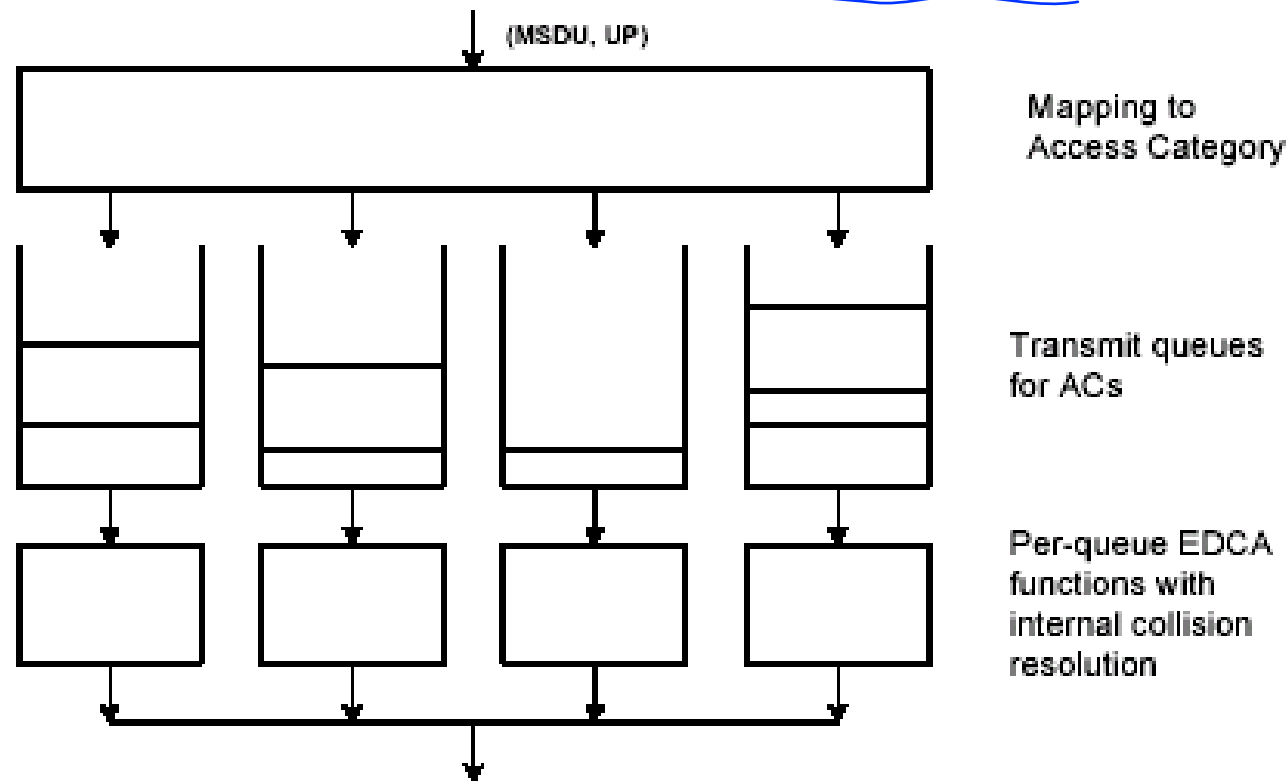 (MSDU, UP)
Mapping to
Access Category
Transmit queues
for ACs
Per-queue EDCA
functions with
internal collision
resolution